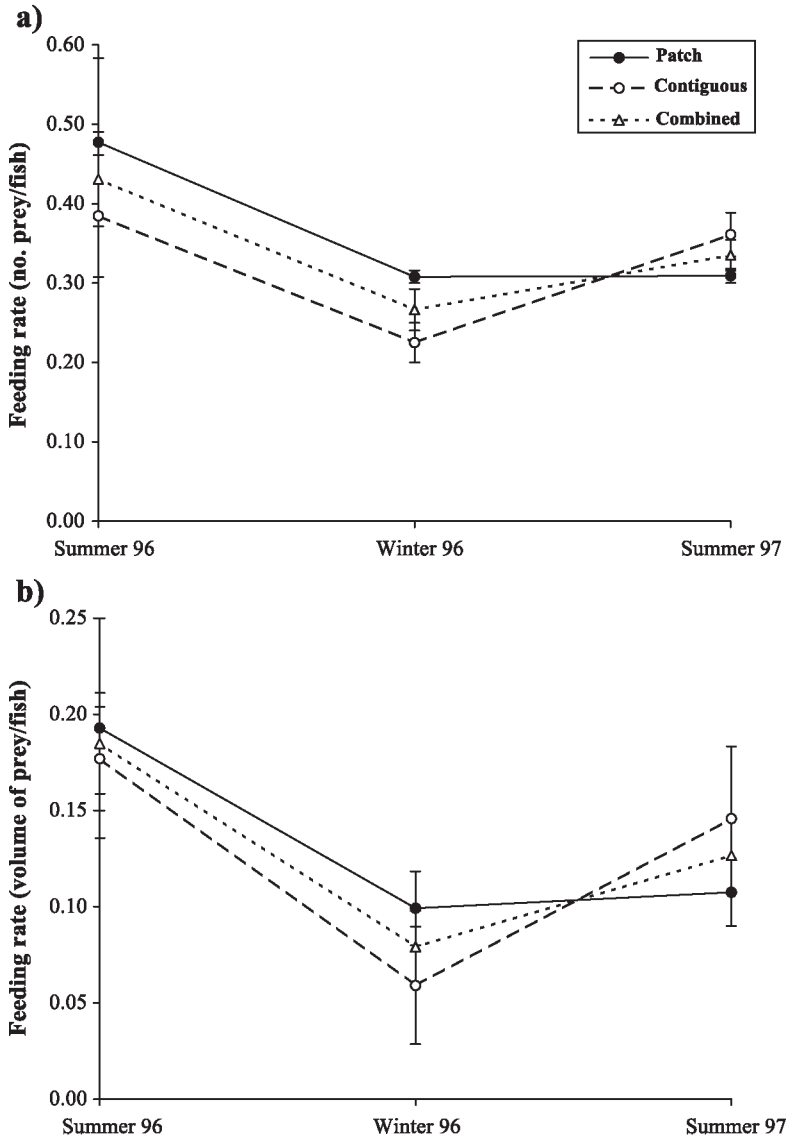 a)
0.60
0.50
0.40
0.30
0.20
0.10
0.00
Feeding rate (no. prey/fish)
Patch
Contiguous
Combined
Summer 96 Winter 96 Summer 97
b)
0.25
0.20
0.15
0.10
0.05
0.00
Feeding rate (volume of prey/fish)
Summer 96 Winter 96 Summer 97